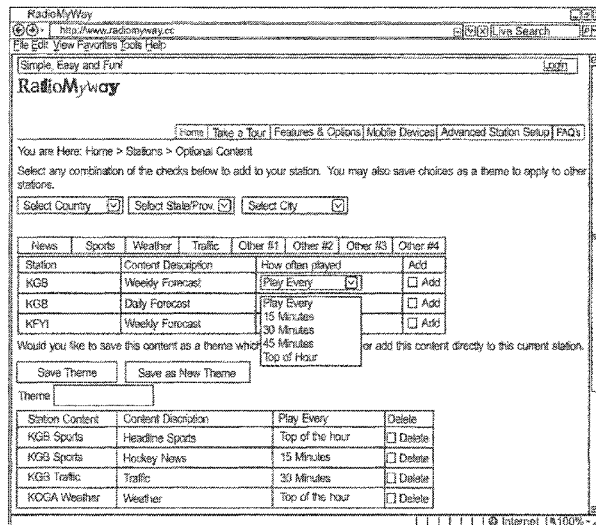 RadioMyWay
http://www.radiomyway.cc
Live Search
File Edit View Favorites Tools Help
Simple, Easy and Fun!
Login
RadioMyway
Home Take a Tour Features & Options Mobile Devices Advanced Station Setup FAQ's
You are Here: Home > Stations > Optional Content
Select any combination of the checks below to add to your station. You may also save choices as a theme to apply to other
stations.
Select Country Select State/Prov. Select City
News Sports Weather Traffic Other #1 Other #2 Other #3 Other #4
Station Content Description How often played Add
KGB Weekly Forecast Play Every Add
KGB Daily Forecast Play Every Add
15 Minutes
30 Minutes
KFYI Weekly Forecast Add
Would you like to save this content as a theme which 45 Minutes or add this content directly to this current station.
Top of Hour
Save Theme Save as New Theme
Theme
Station Content Content Discription Play Every Delete
KGB Sports Headline Sports Top of the hour Delete
KGB Sports Hockey News 15 Minutes Delete
KGB Traffic Traffic 30 Minutes Delete
KOGA Weather Weather Top of the hour Delete
Internet 100%